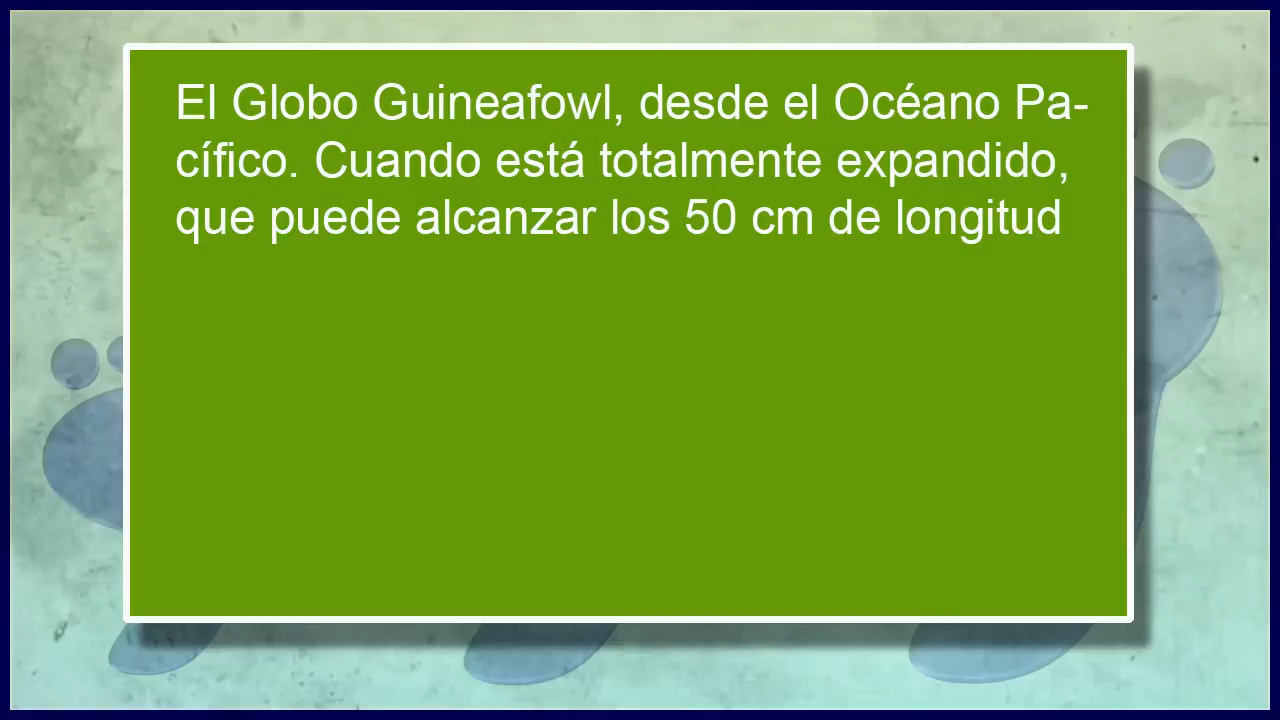 El Globo Guineafowl, desde el Océano Pa-
cífico. Cuando está totalmente expandido,
que puede alcanzar los 50 cm de longitud